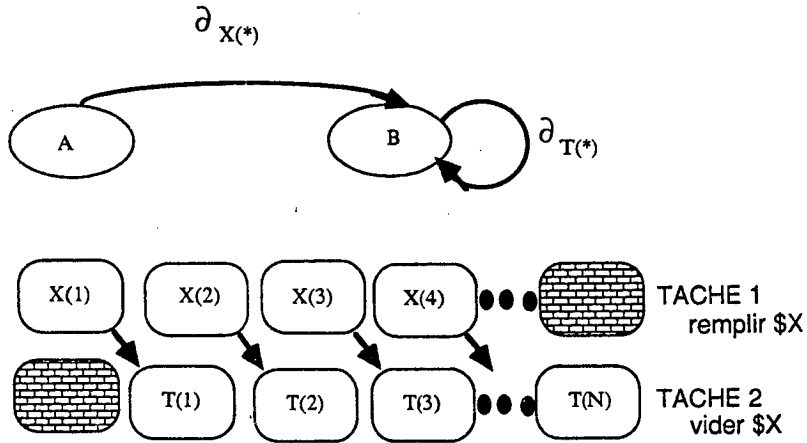 ∂ X(*)
A B ∂ T(*)
X(1) X(2) X(3) X(4) TACHE 1
remplir $X
T(1) T(2) T(3) T(N) TACHE 2
vider $X